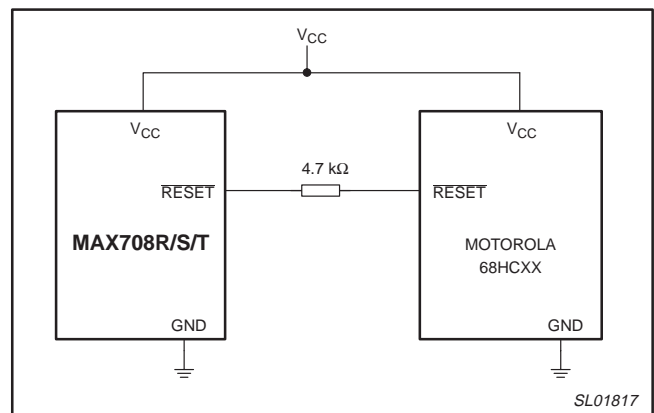 VCC
VCC
VCC
4.7 kΩ
RESET
RESET
MAX708R/S/T
MOTOROLA
68HCXX
GND
GND
SL01817